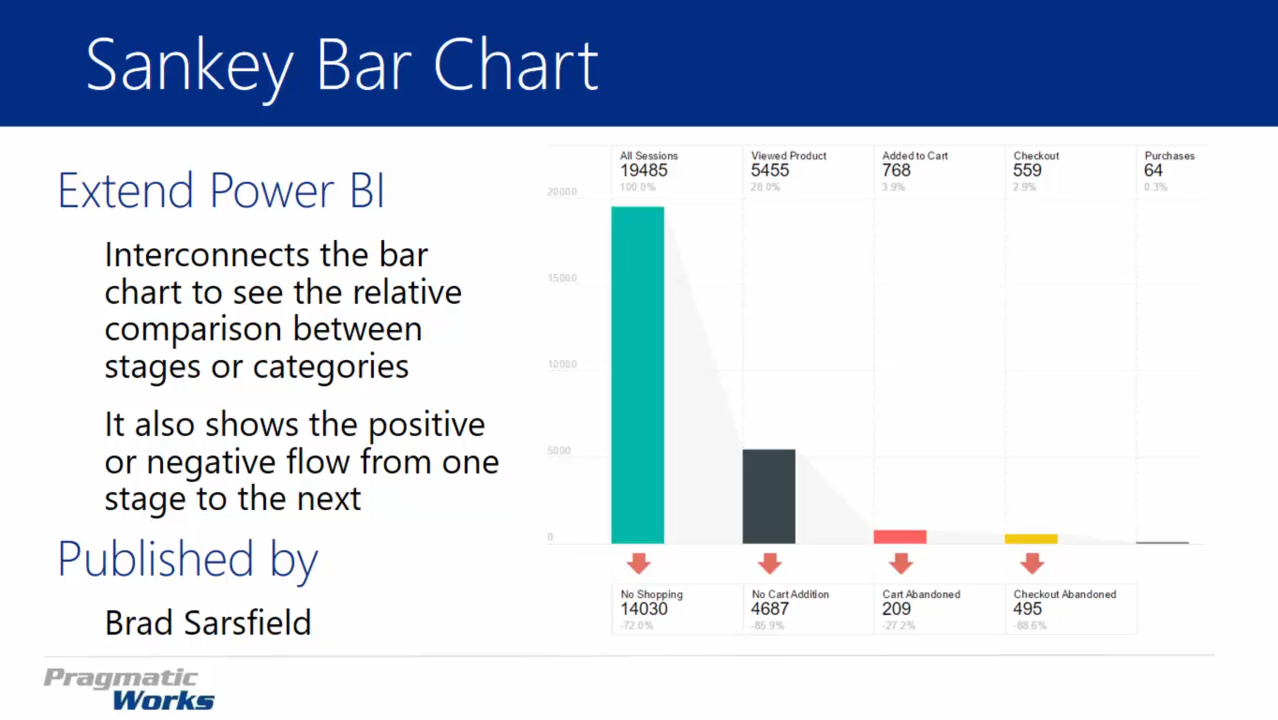 Sankey Bar Chart
Extend Power BI
Interconnects the bar
chart to see the relative
comparison between
stages or categories
It also shows the positive
or negative flow from one
stage to the next
Published by
Brad Sarsfield
All Sessions
19485
100.0%
Viewed Product
5455
28.0%
Added to Cart
768
3.9%
Checkout
559
2.9%
Purchases
64
0.3%
20000
15000
10000
5000
0
No Shopping
14030
-72.0%
No Cart Addition
4687
-85.9%
Cart Abandoned
209
-27.2%
Checkout Abandoned
495
-88.6%
Pragmatic
Works